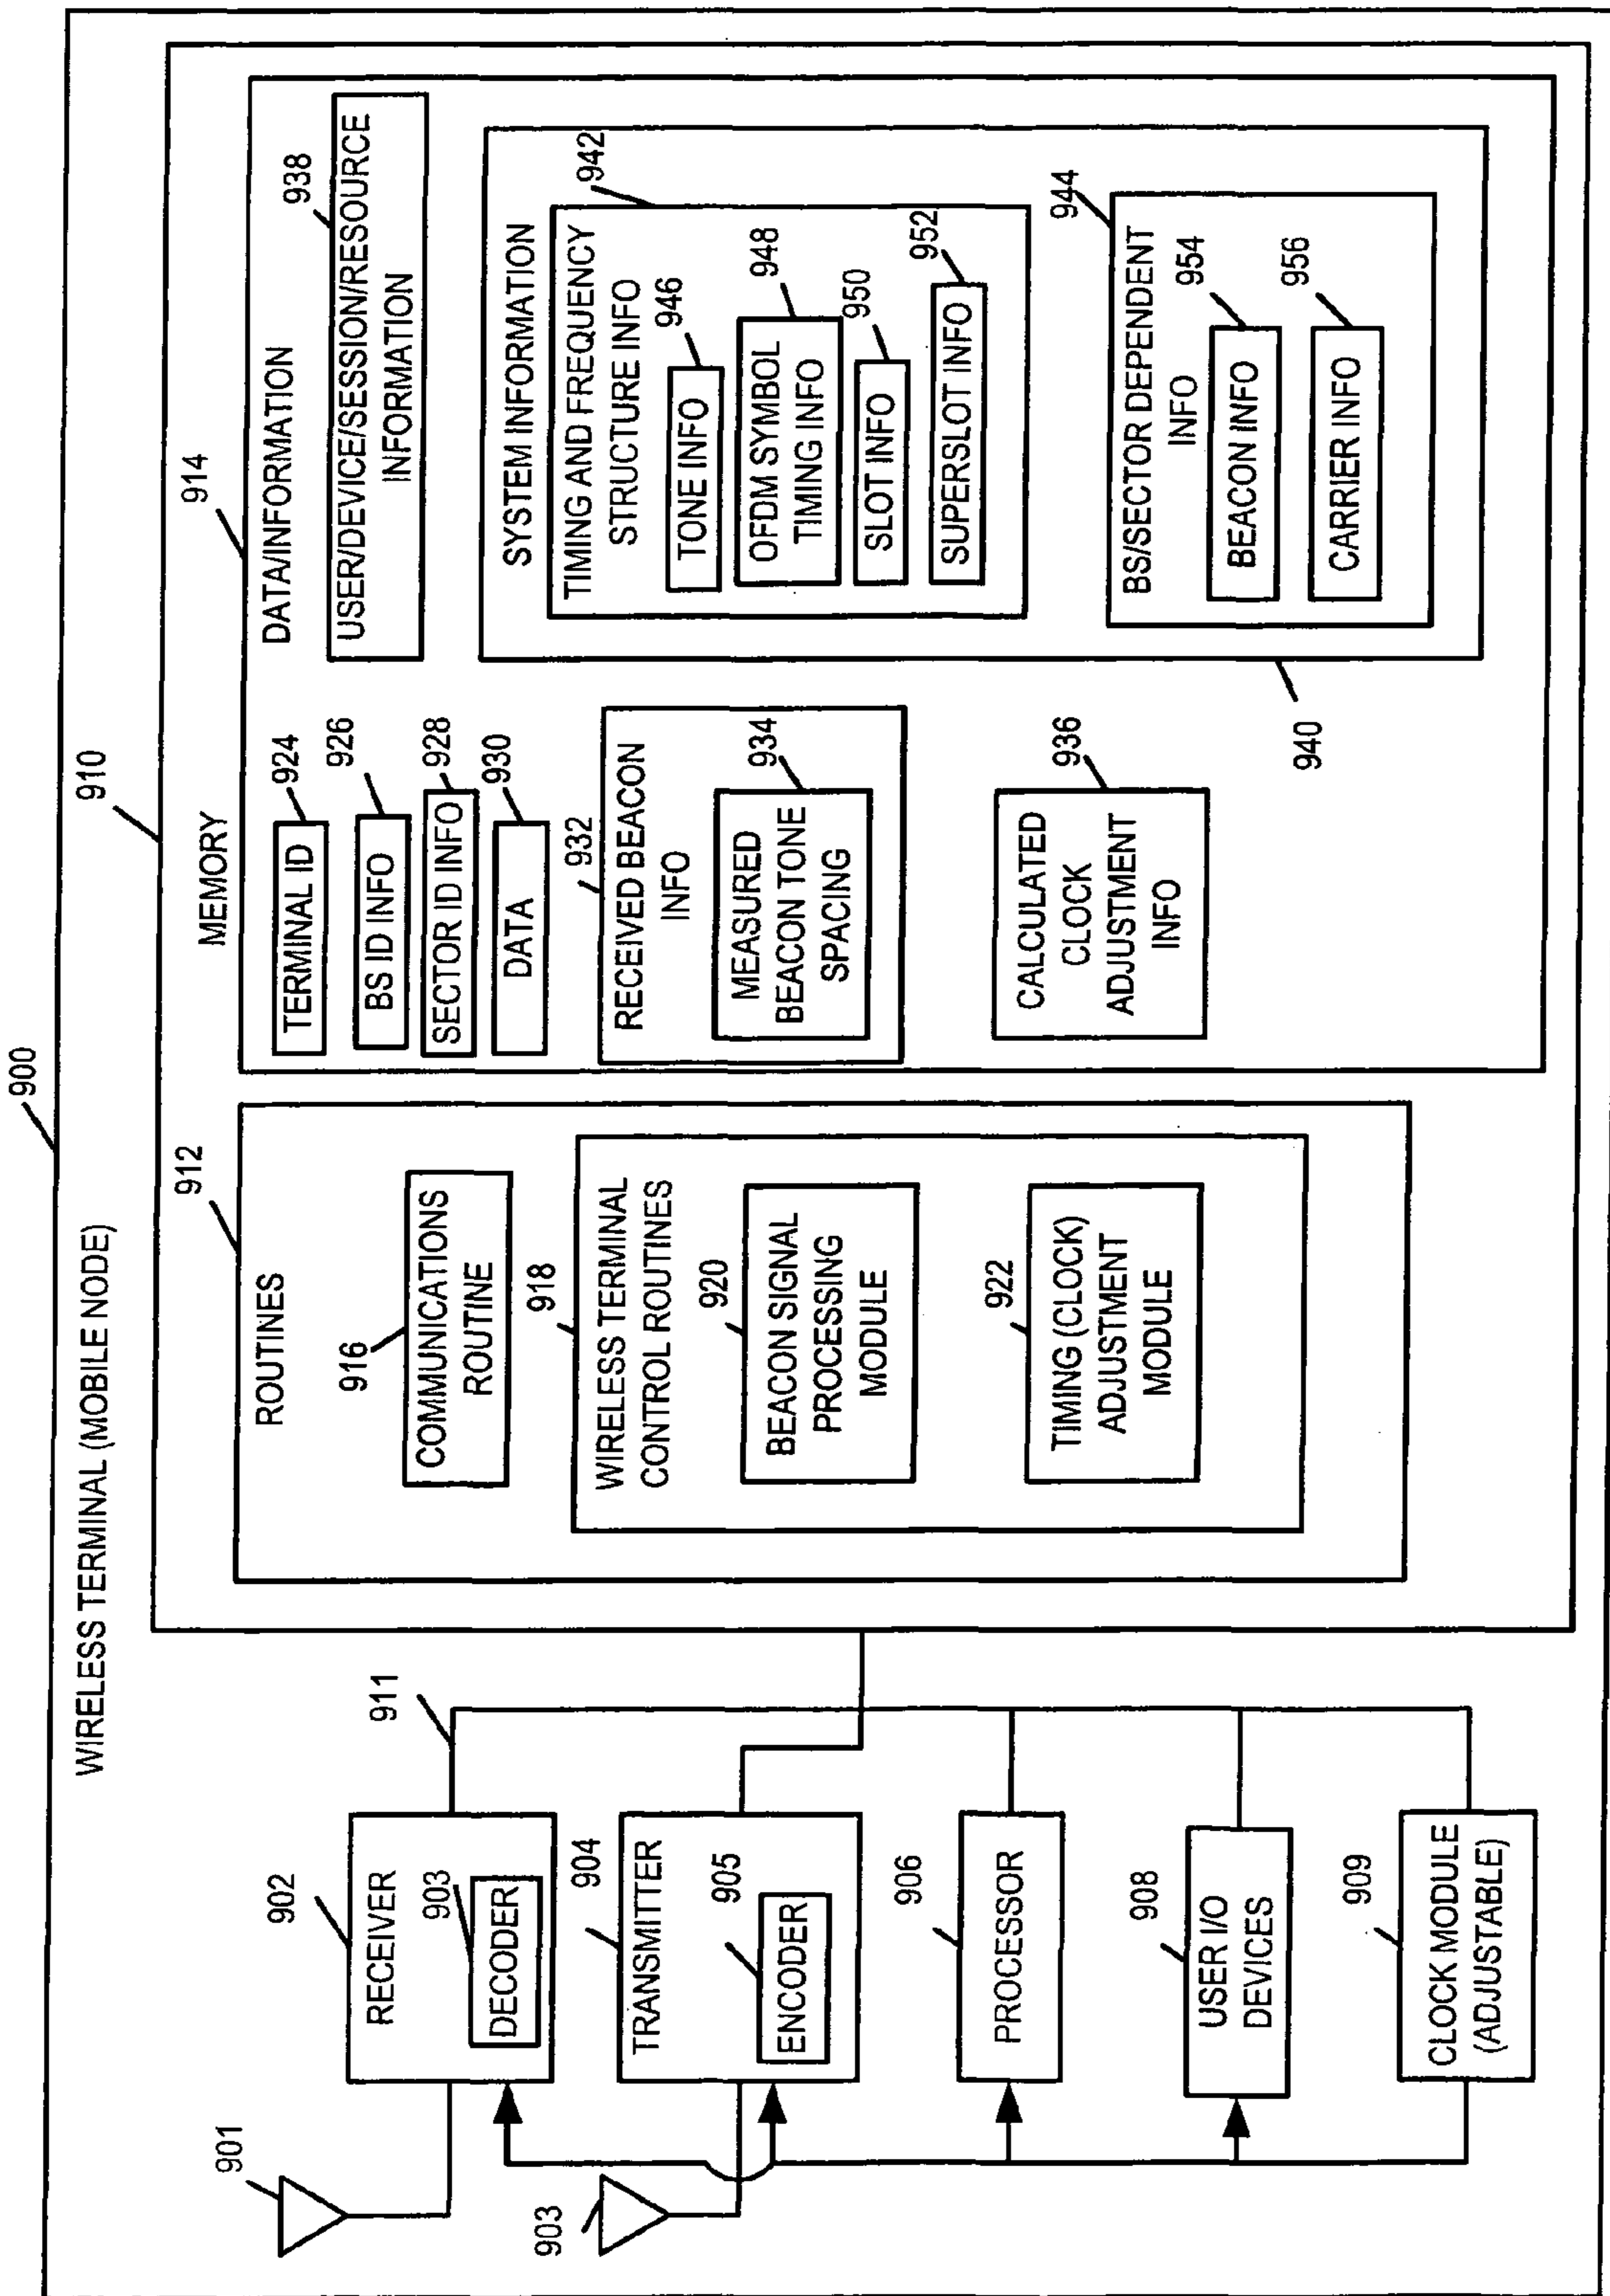 900
WIRELESS TERMINAL (MOBILE NODE)
901
902
RECEIVER
903
DECODER
903
904
TRANSMITTER
905
ENCODER
906
PROCESSOR
908
USER I/O
DEVICES
909
CLOCK MODULE
(ADJUSTABLE)
911
910
MEMORY
912
ROUTINES
916
COMMUNICATIONS
ROUTINE
918
WIRELESS TERMINAL
CONTROL ROUTINES
920
BEACON SIGNAL
PROCESSING
MODULE
922
TIMING (CLOCK)
ADJUSTMENT
MODULE
914
DATA/INFORMATION
TERMINAL ID
924
BS ID INFO
926
SECTOR ID INFO
928
DATA
930
932
RECEIVED BEACON
INFO
934
MEASURED
BEACON TONE
SPACING
936
CALCULATED
CLOCK
ADJUSTMENT
INFO
938
USER/DEVICE/SESSION/RESOURCE
INFORMATION
940
SYSTEM INFORMATION
942
TIMING AND FREQUENCY
STRUCTURE INFO
946
TONE INFO
948
OFDM SYMBOL
TIMING INFO
950
SLOT INFO
952
SUPERSLOT INFO
944
BS/SECTOR DEPENDENT
INFO
954
BEACON INFO
956
CARRIER INFO